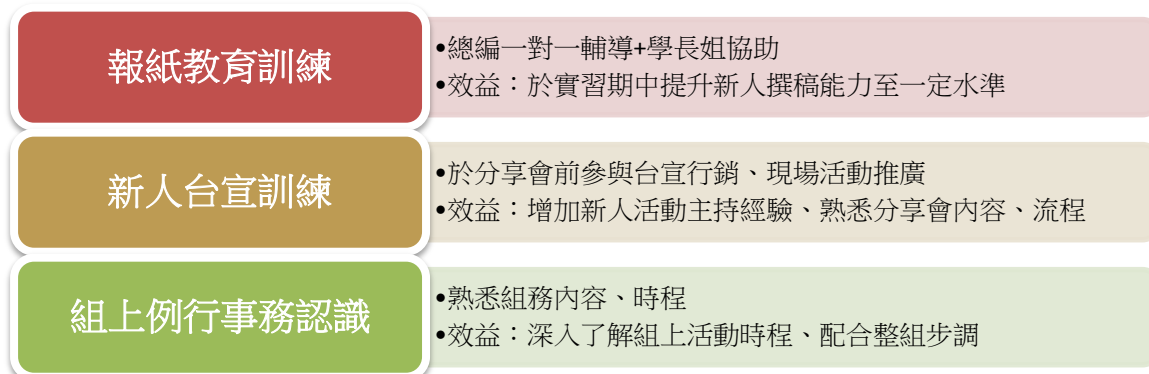 報紙教育訓練
•總編一對一輔導+學長姐協助
•效益：於實習期中提升新人撰稿能力至一定水準
新人台宣訓練
•於分享會前參與台宣行銷、現場活動推廣
•效益：增加新人活動主持經驗、熟悉分享會內容、流程
組上例行事務認識
•熟悉組務內容、時程
•效益：深入了解組上活動時程、配合整組步調